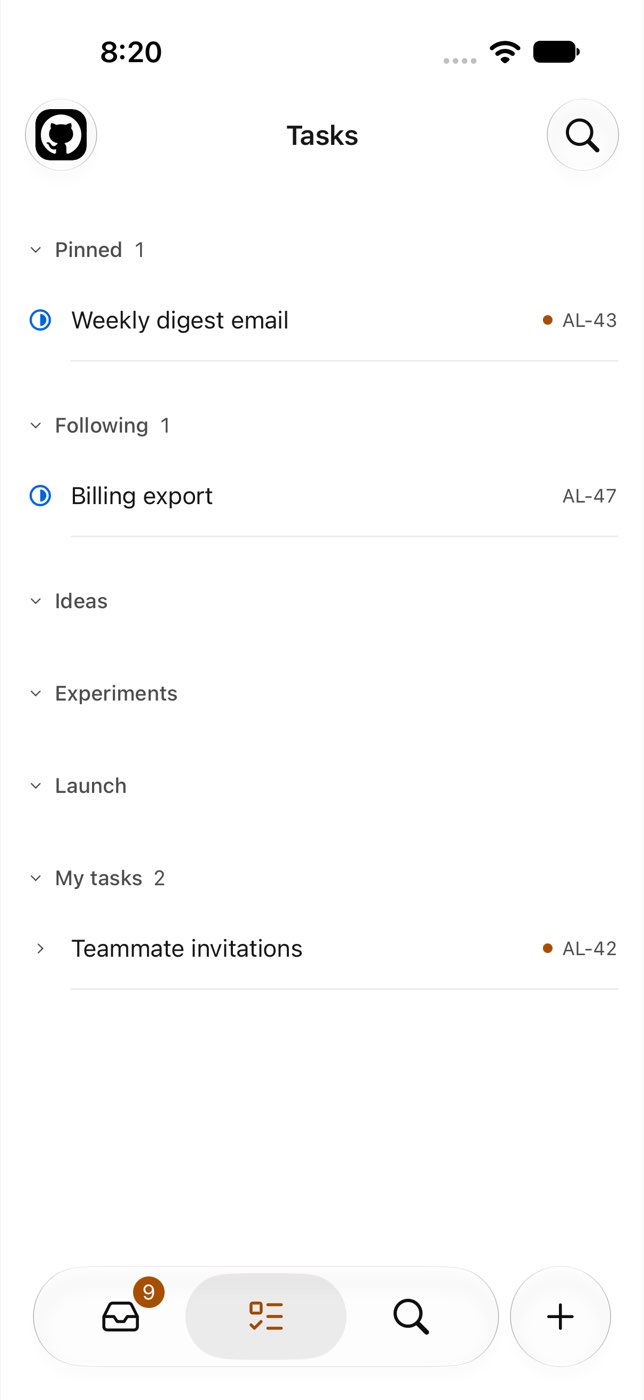 8:20
Tasks
Pinned 1
Weekly digest email AL-43
Following 1
Billing export AL-47
Ideas
Experiments
Launch
My tasks 2
Teammate invitations AL-42
9